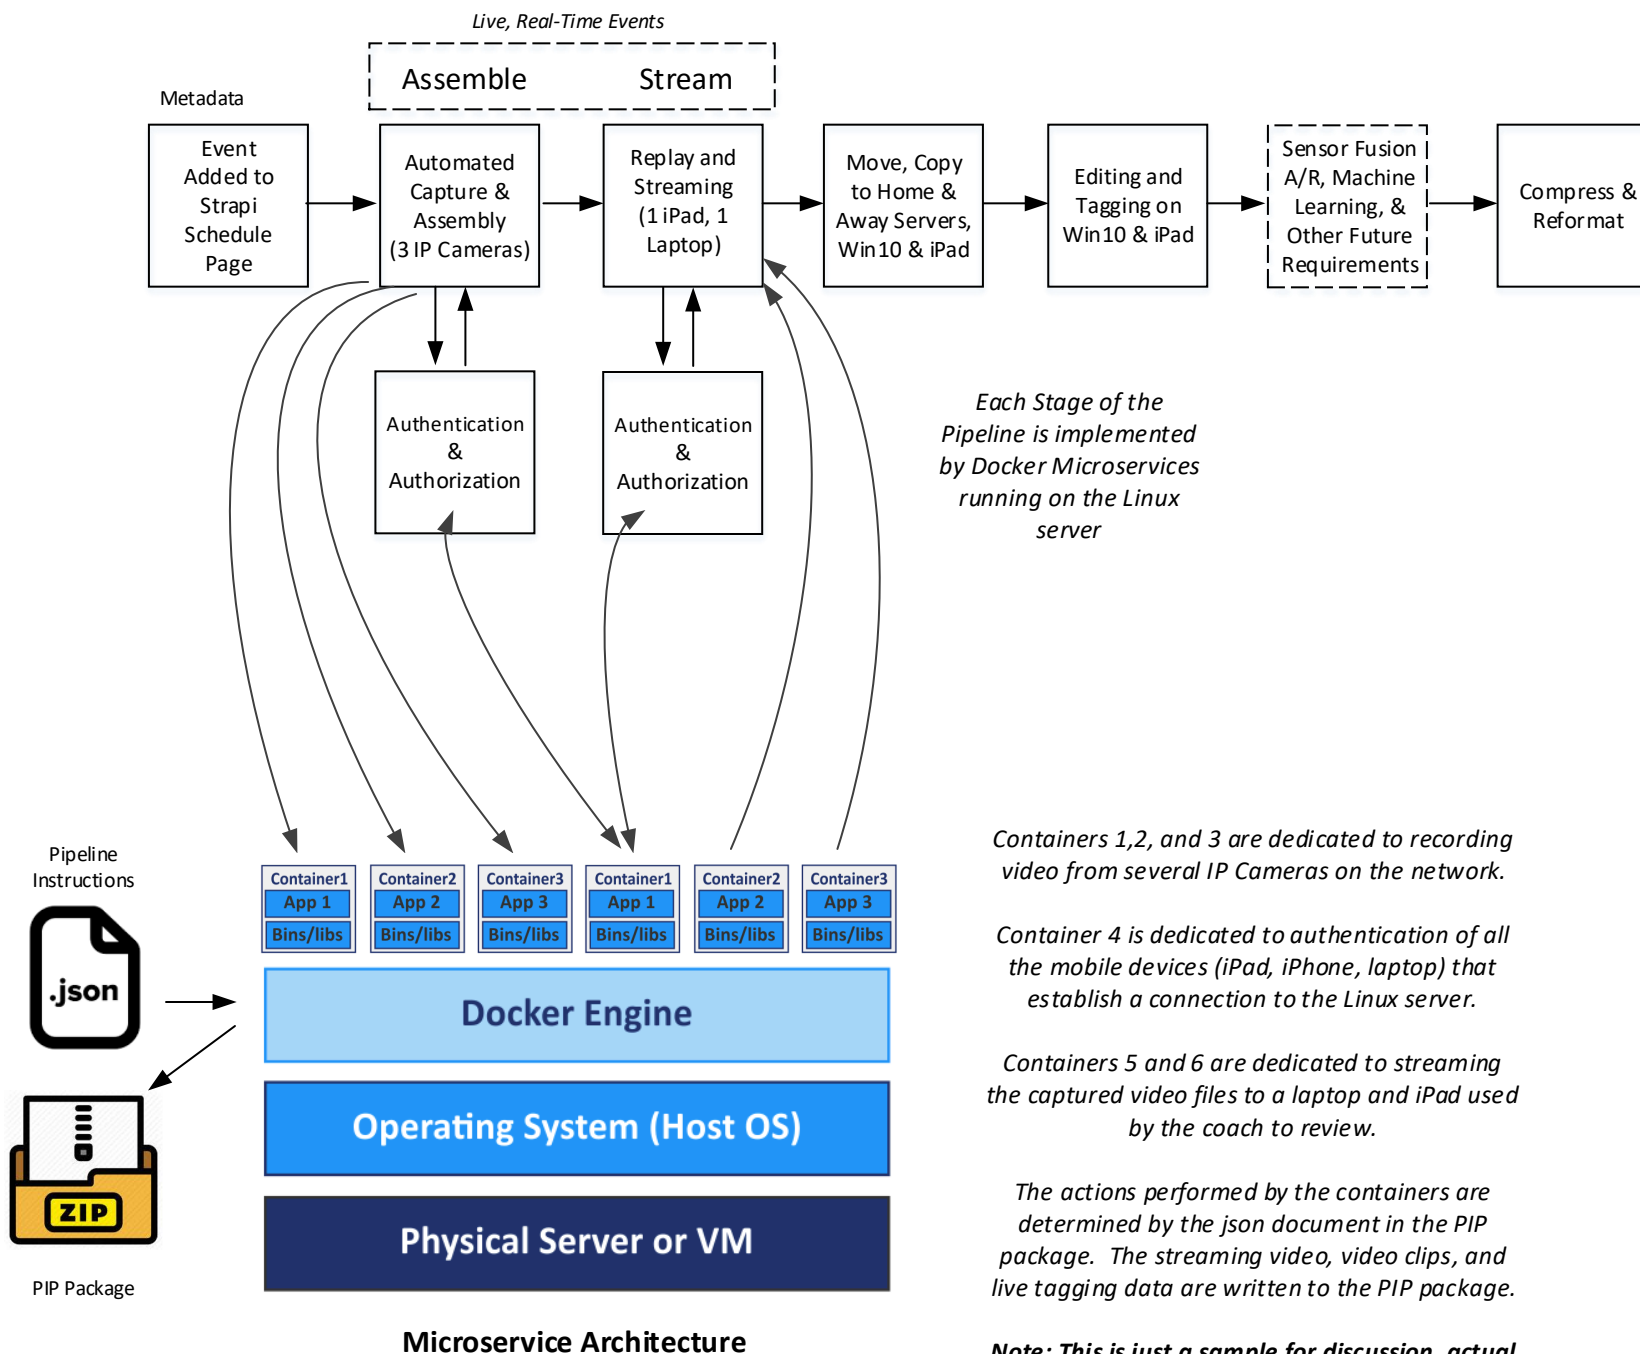 Live, Real-Time Events
Assemble
Stream
Metadata
Event
Added to
Strapi
Schedule
Page
Automated
Capture &
Assembly
(3 IP Cameras)
Replay and
Streaming
(1 iPad, 1
Laptop)
Move, Copy
to Home &
Away Servers,
Win10 & iPad
Editing and
Tagging on
Win10 & iPad
Sensor Fusion
A/R, Machine
Learning, &
Other Future
Requirements
Compress &
Reformat
Authentication
&
Authorization
Authentication
&
Authorization
Each Stage of the
Pipeline is implemented
by Docker Microservices
running on the Linux
server
Pipeline
Instructions
.json
ZIP
PIP Package
Container1
App 1
Bins/libs
Container2
App 2
Bins/libs
Container3
App 3
Bins/libs
Container1
App 1
Bins/libs
Container2
App 2
Bins/libs
Container3
App 3
Bins/libs
Docker Engine
Operating System (Host OS)
Physical Server or VM
Microservice Architecture
Containers 1,2, and 3 are dedicated to recording
video from several IP Cameras on the network.
Container 4 is dedicated to authentication of all
the mobile devices (iPad, iPhone, laptop) that
establish a connection to the Linux server.
Containers 5 and 6 are dedicated to streaming
the captured video files to a laptop and iPad used
by the coach to review.
The actions performed by the containers are
determined by the json document in the PIP
package. The streaming video, video clips, and
live tagging data are written to the PIP package.
Note: This is just a sample for discussion, actual